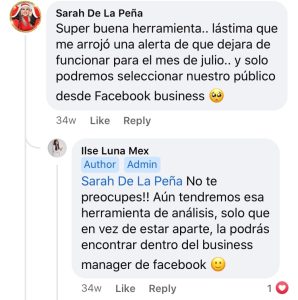 Sarah De La Peña
Super buena herramienta.. lástima que
me arrojó una alerta de que dejara de
funcionar para el mes de julio.. y solo
podremos seleccionar nuestro público
desde Facebook business 🥺
34w Like Reply
Ilse Luna Mex
Author Admin
Sarah De La Peña No te
preocupes!! Aún tendremos esa
herramienta de análisis, solo que
en vez de estar aparte, la podrás
encontrar dentro del business
manager de facebook 🙂
34w Like Reply 1